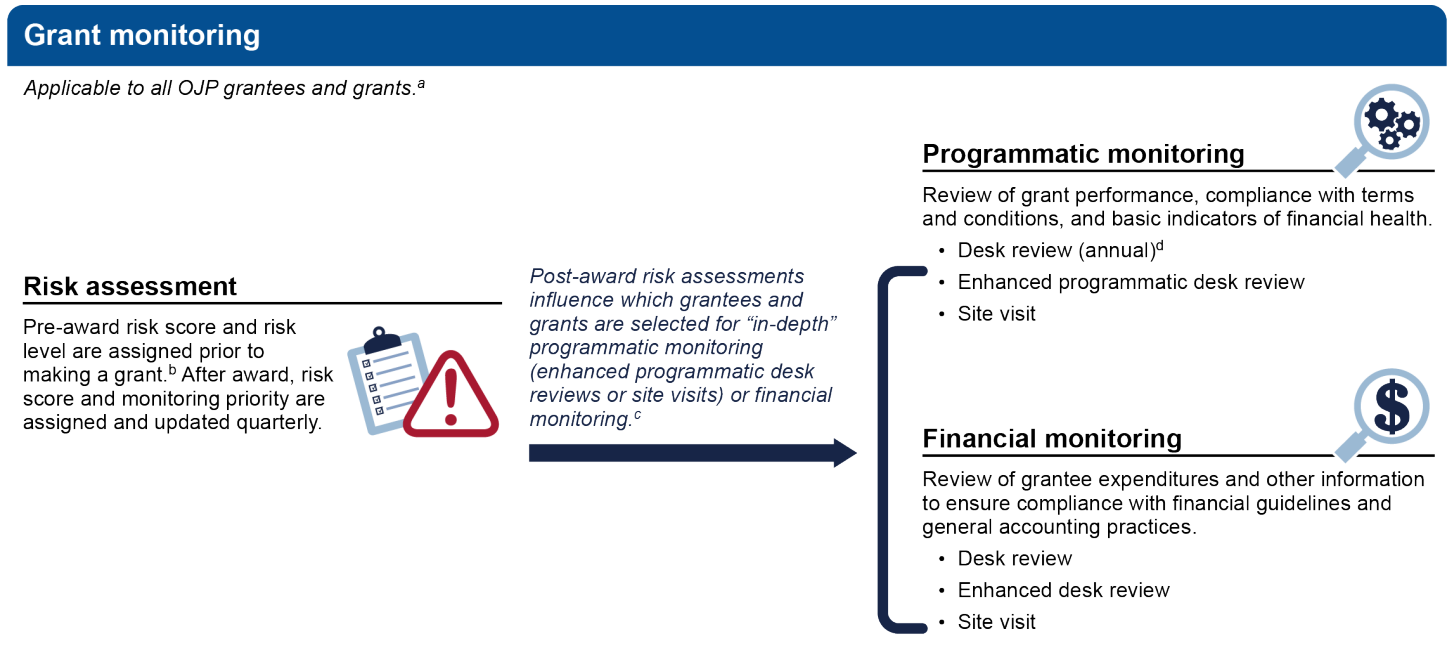 Grant monitoring
Applicable to all OJP grantees and grants.a
Risk assessment
Pre-award risk score and risk
level are assigned prior to
making a grant.b After award, risk
score and monitoring priority are
assigned and updated quarterly.
Post-award risk assessments
influence which grantees and
grants are selected for “in-depth”
programmatic monitoring
(enhanced programmatic desk
reviews or site visits) or financial
monitoring.c
Programmatic monitoring
Review of grant performance, compliance with terms
and conditions, and basic indicators of financial health.
• Desk review (annual)d
• Enhanced programmatic desk review
• Site visit
$
Financial monitoring
Review of grantee expenditures and other information
to ensure compliance with financial guidelines and
general accounting practices.
• Desk review
• Enhanced desk review
• Site visit